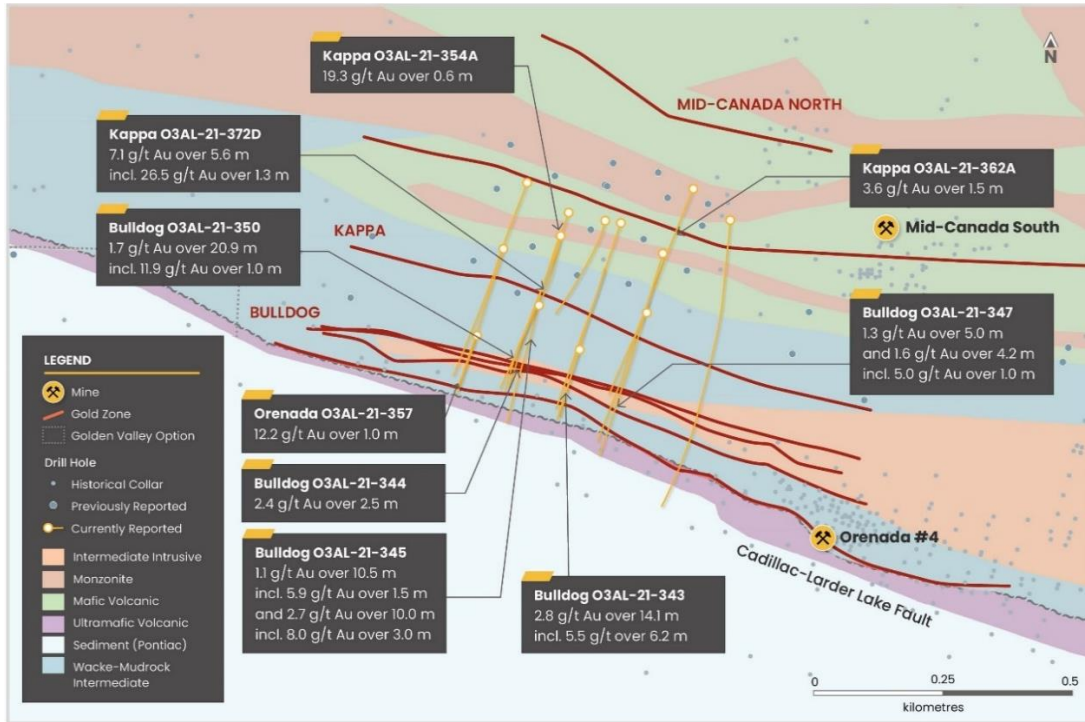 Kappa O3AL-21-354A
19.3 g/t Au over 0.6 m
N
MID-CANADA NORTH
Kappa O3AL-21-372D
7.1 g/t Au over 5.6 m
incl. 26.5 g/t Au over 1.3 m
Kappa O3AL-21-362A
3.6 g/t Au over 1.5 m
Bulldog O3AL-21-350
1.7 g/t Au over 20.9 m
incl. 11.9 g/t Au over 1.0 m
KAPPA
Mid-Canada South
BULLDOG
Bulldog O3AL-21-347
1.3 g/t Au over 5.0 m
and 1.6 g/t Au over 4.2 m
incl. 5.0 g/t Au over 1.0 m
LEGEND
Mine
Gold Zone
Golden Valley Option
Drill Hole
Historical Collar
Previously Reported
Currently Reported
Intermediate Intrusive
Monzonite
Mafic Volcanic
Ultramafic Volcanic
Sediment (Pontiac)
Wacke-Mudrock
Intermediate
Orenada O3AL-21-357
12.2 g/t Au over 1.0 m
Bulldog O3AL-21-344
2.4 g/t Au over 2.5 m
Bulldog O3AL-21-345
1.1 g/t Au over 10.5 m
incl. 5.9 g/t Au over 1.5 m
and 2.7 g/t Au over 10.0 m
incl. 8.0 g/t Au over 3.0 m
Bulldog O3AL-21-343
2.8 g/t Au over 14.1 m
incl. 5.5 g/t over 6.2 m
Orenada #4
Cadillac-Larder Lake Fault
0 0.25 0.5
kilometres